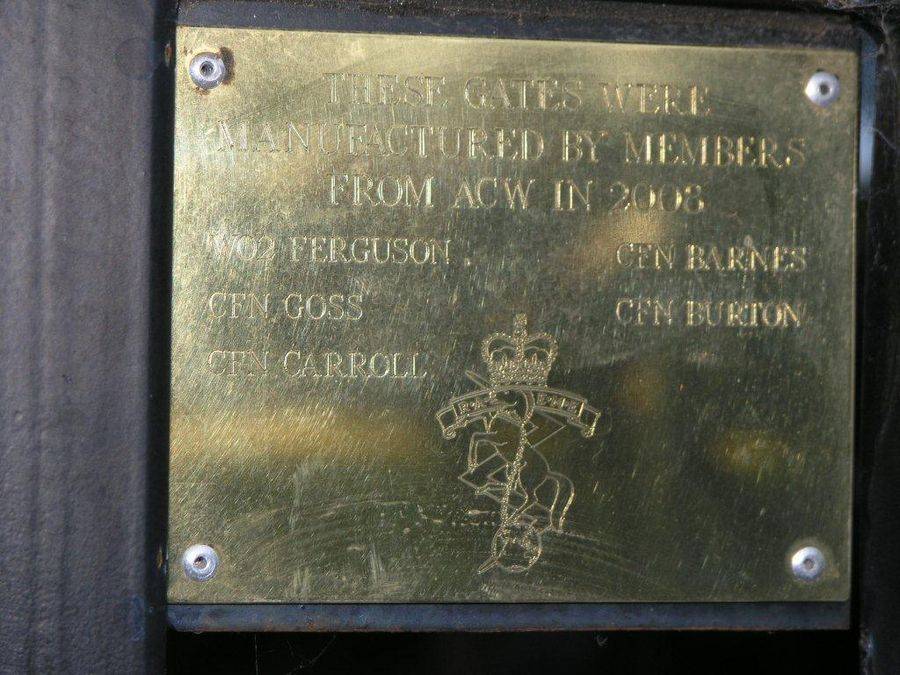 THESE GATES WERE
MANUFACTURED BY MEMBERS
FROM ACW IN 2008
WO2 FERGUSON
CFN GOSS
CFN CARROLL
CFN BARNES
CFN BURTON